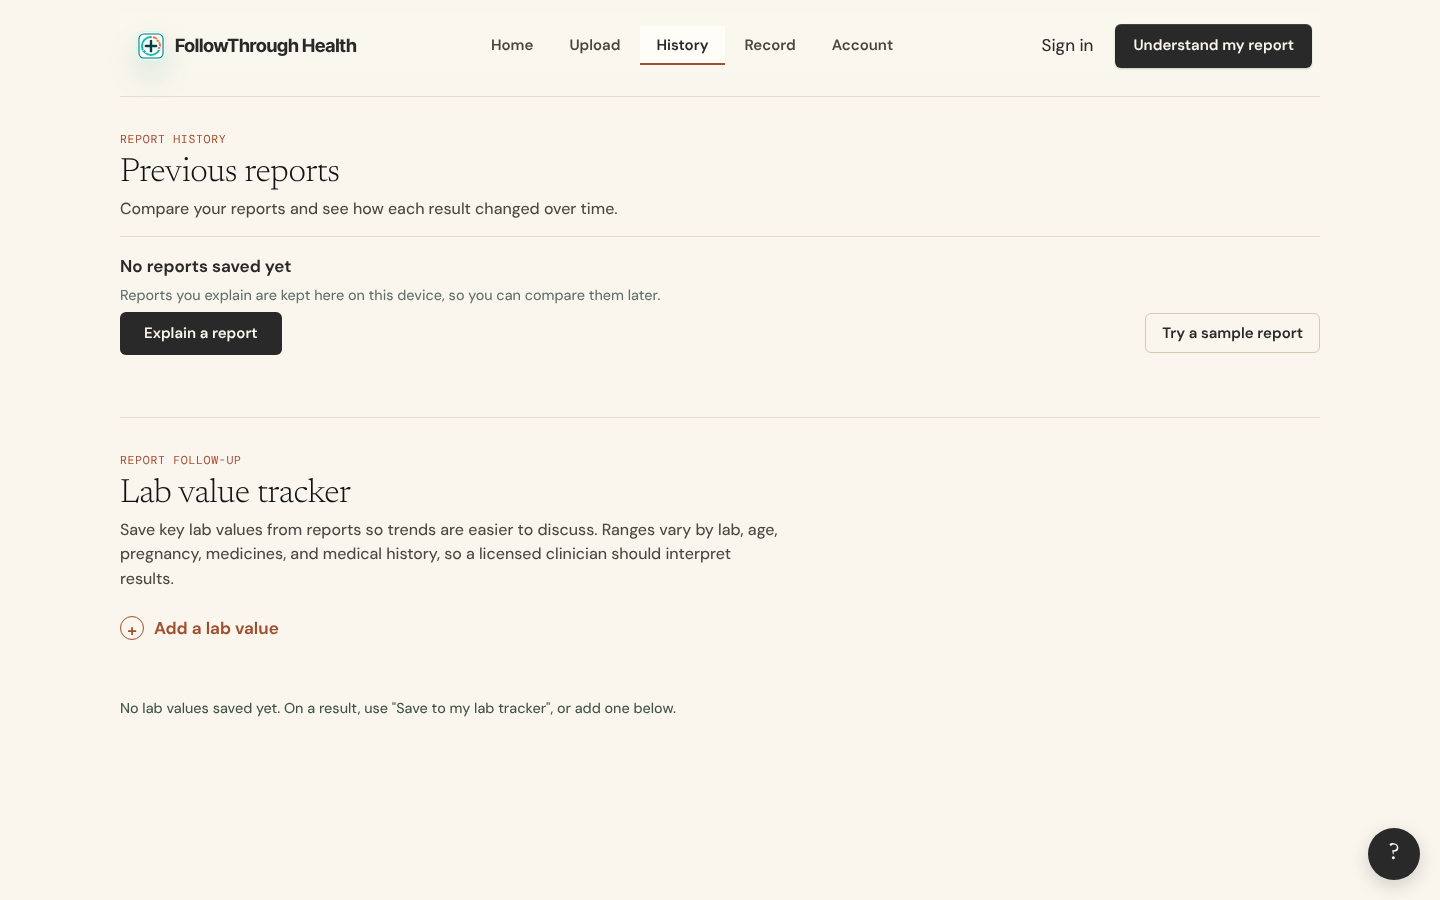 FollowThrough Health
Home
Upload
History
Record
Account
Sign in
Understand my report
REPORT HISTORY
Previous reports
Compare your reports and see how each result changed over time.
No reports saved yet
Reports you explain are kept here on this device, so you can compare them later.
Explain a report
Try a sample report
REPORT FOLLOW-UP
Lab value tracker
Save key lab values from reports so trends are easier to discuss. Ranges vary by lab, age,
pregnancy, medicines, and medical history, so a licensed clinician should interpret
results.
+ Add a lab value
No lab values saved yet. On a result, use "Save to my lab tracker", or add one below.
?